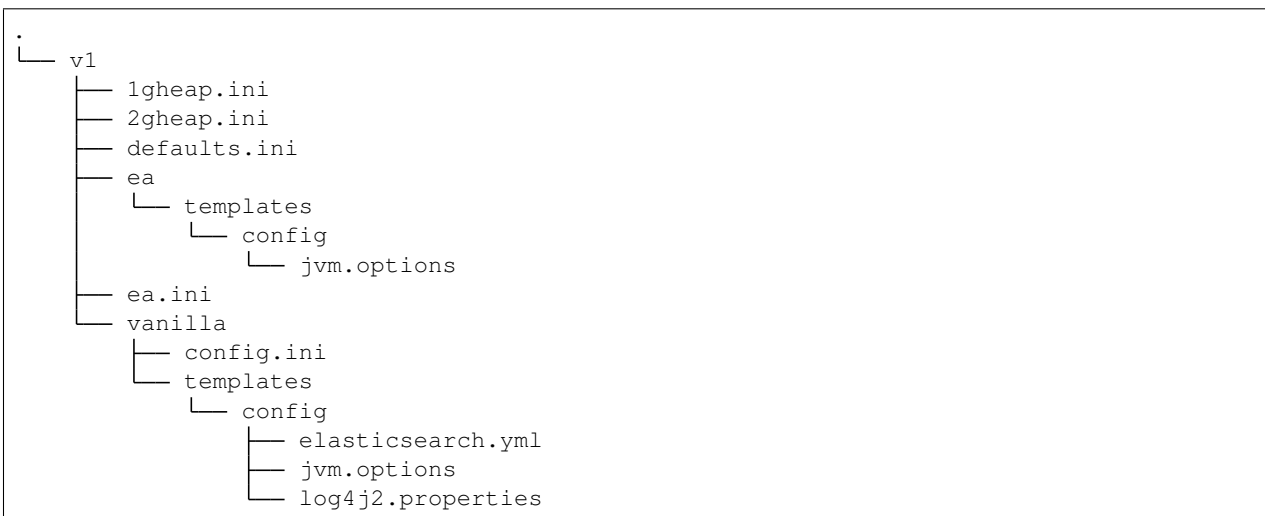 .
└── v1
    ├── 1gheap.ini
    ├── 2gheap.ini
    ├── defaults.ini
    ├── ea
    │   └── templates
    │       └── config
    │           └── jvm.options
    ├── ea.ini
    └── vanilla
        ├── config.ini
        └── templates
            └── config
                ├── elasticsearch.yml
                ├── jvm.options
                └── log4j2.properties